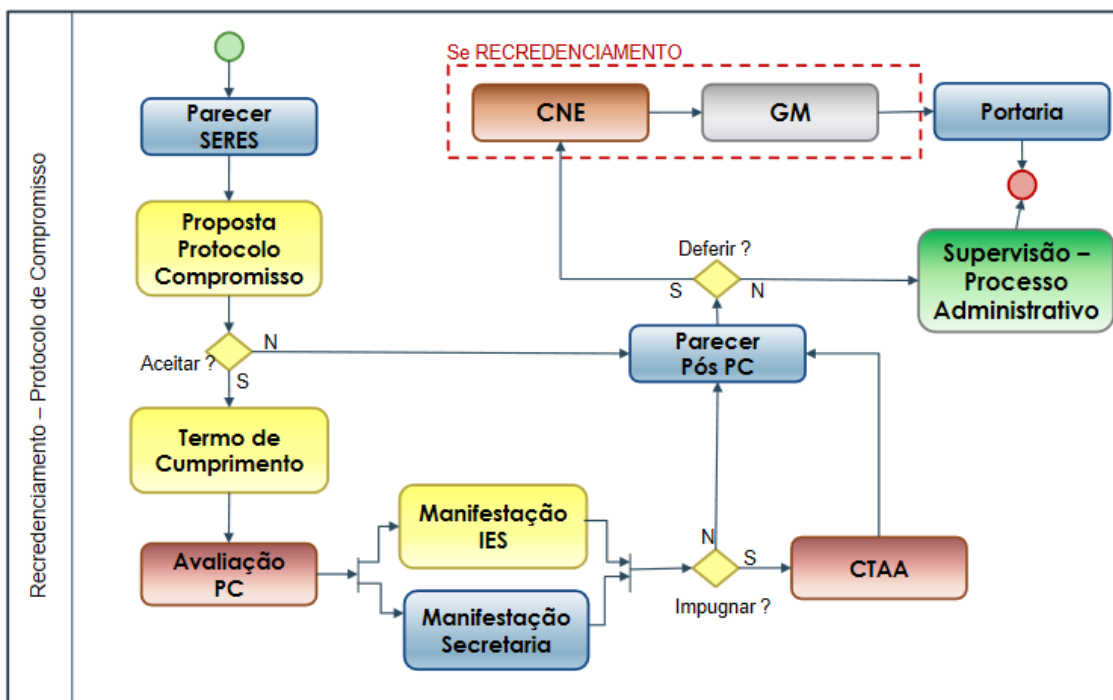 Recredenciamento – Protocolo de Compromisso
Parecer
SERES
Proposta
Protocolo
Compromisso
Aceitar ?
N
S
Termo de
Cumprimento
Avaliação
PC
Manifestação
IES
Manifestação
Secretaria
Impugnar ?
N
S
CTAA
Parecer
Pós PC
Deferir ?
S
N
Se RECREDENCIAMENTO
CNE
GM
Portaria
Supervisão –
Processo
Administrativo